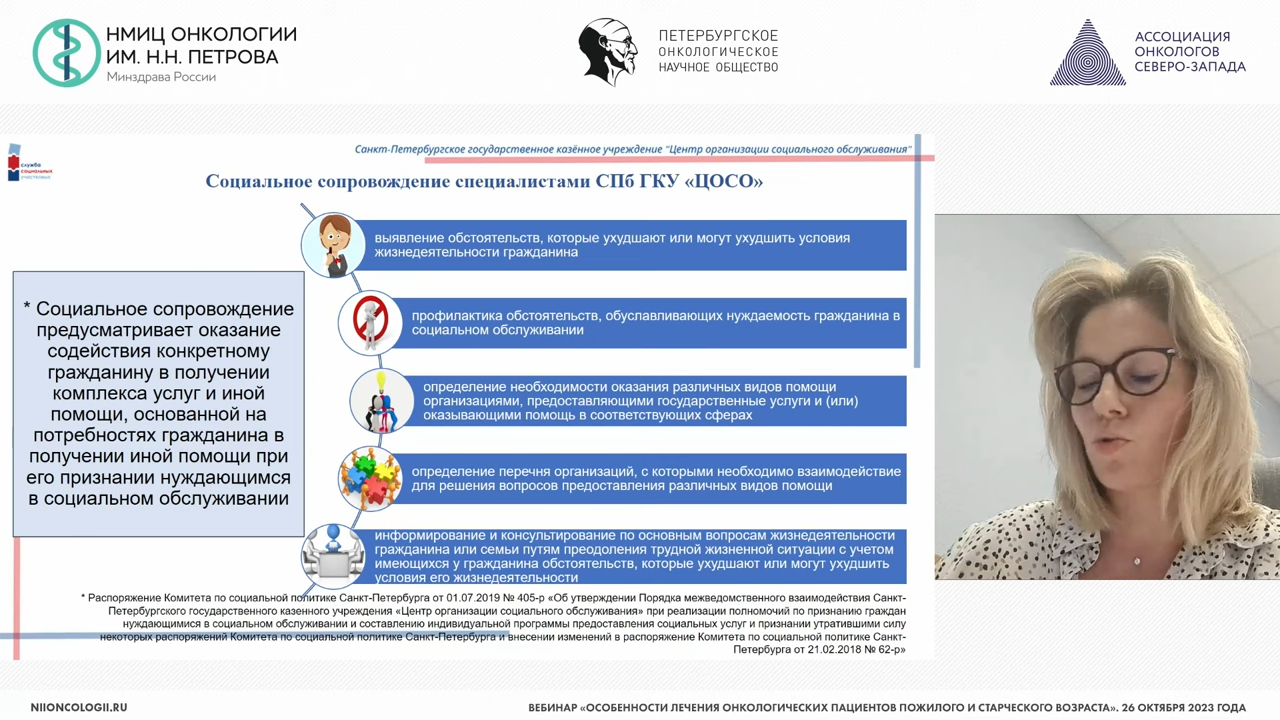 НМИЦ ОНКОЛОГИИ
ИМ. Н.Н. ПЕТРОВА
Минздрава России
ПЕТЕРБУРГСКОЕ
ОНКОЛОГИЧЕСКОЕ
НАУЧНОЕ ОБЩЕСТВО
АССОЦИАЦИЯ
ОНКОЛОГОВ
СЕВЕРО-ЗАПАДА
служба
социальных
участковых
Санкт-Петербургское государственное казённое учреждение "Центр организации социального обслуживания"
Социальное сопровождение специалистами СПб ГКУ «ЦОСО»
* Социальное сопровождение
предусматривает оказание
содействия конкретному
гражданину в получении
комплекса услуг и иной
помощи, основанной на
потребностях гражданина в
получении иной помощи при
его признании нуждающимся
в социальном обслуживании
выявление обстоятельств, которые ухудшают или могут ухудшить условия
жизнедеятельности гражданина
профилактика обстоятельств, обуславливающих нуждаемость гражданина в
социальном обслуживании
определение необходимости оказания различных видов помощи
организациями, предоставляющими государственные услуги и (или)
оказывающими помощь в соответствующих сферах
определение перечня организаций, с которыми необходимо взаимодействие
для решения вопросов предоставления различных видов помощи
информирование и консультирование по основным вопросам жизнедеятельности
гражданина или семьи путям преодоления трудной жизненной ситуации с учетом
имеющихся у гражданина обстоятельств, которые ухудшают или могут ухудшить
условия его жизнедеятельности
* Распоряжение Комитета по социальной политике Санкт-Петербурга от 01.07.2019 № 405-р «Об утверждении Порядка межведомственного взаимодействия Санкт-
Петербургского государственного казенного учреждения «Центр организации социального обслуживания» при реализации полномочий по признанию граждан
нуждающимися в социальном обслуживании и составлению индивидуальной программы предоставления социальных услуг и признании утратившими силу
некоторых распоряжений Комитета по социальной политике Санкт-Петербурга и внесении изменений в распоряжение Комитета по социальной политике Санкт-
Петербурга от 21.02.2018 № 62-р»
NIIONCOLOGII.RU
ВЕБИНАР «ОСОБЕННОСТИ ЛЕЧЕНИЯ ОНКОЛОГИЧЕСКИХ ПАЦИЕНТОВ ПОЖИЛОГО И СТАРЧЕСКОГО ВОЗРАСТА». 26 ОКТЯБРЯ 2023 ГОДА